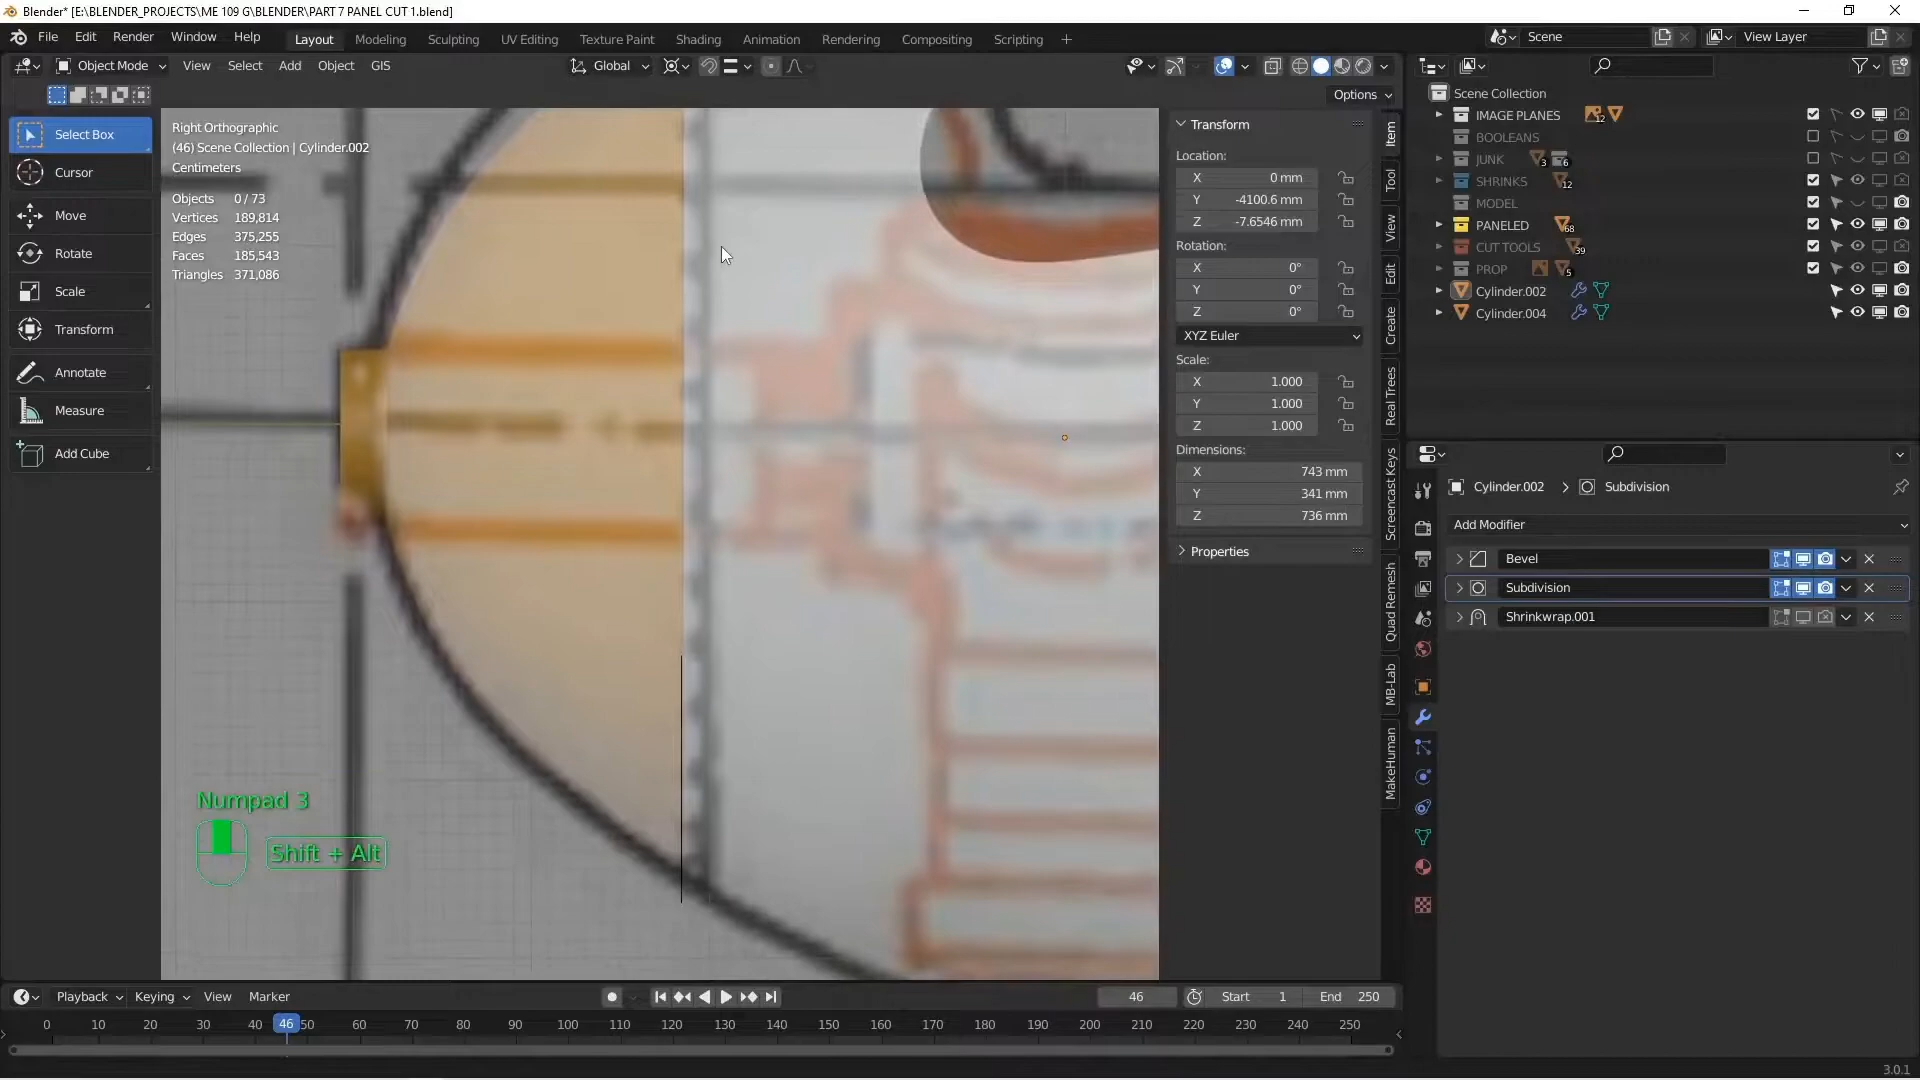 Blender* [E:\BLENDER_PROJECTS\ME 109 G\BLENDER\PART 7 PANEL CUT 1.blend]
File Edit Render Window Help
Layout Modeling Sculpting UV Editing Texture Paint Shading Animation Rendering Compositing Scripting
Scene
View Layer
Object Mode View Select Add Object GIS
Global
Options
Select Box
Cursor
Move
Rotate
Scale
Transform
Annotate
Measure
Add Cube
Right Orthographic
(46) Scene Collection | Cylinder.002
Centimeters
Objects 0 / 73
Vertices 189,814
Edges 375,255
Faces 185,543
Triangles 371,086
Numpad 3
Shift + Alt
Transform
Location:
X 0 mm
Y -4100.6 mm
Z -7.6546 mm
Rotation:
X 0°
Y 0°
Z 0°
XYZ Euler
Scale:
X 1.000
Y 1.000
Z 1.000
Dimensions:
X 743 mm
Y 341 mm
Z 736 mm
Properties
Item
Tool
View
Edit
Create
Real Trees
Screencast Keys
Quad Remesh
MB-Lab
MakeHuman
Scene Collection
IMAGE PLANES 12
BOOLEANS
JUNK 3 6
SHRINKS 12
MODEL
PANELED 68
CUT TOOLS 39
PROP 5
Cylinder.002
Cylinder.004
Cylinder.002 > Subdivision
Add Modifier
Bevel
Subdivision
Shrinkwrap.001
Playback Keying View Marker
46
Start 1
End 250
0 10 20 30 40 46 50 60 70 80 90 100 110 120 130 140 150 160 170 180 190 200 210 220 230 240 250
3.0.1